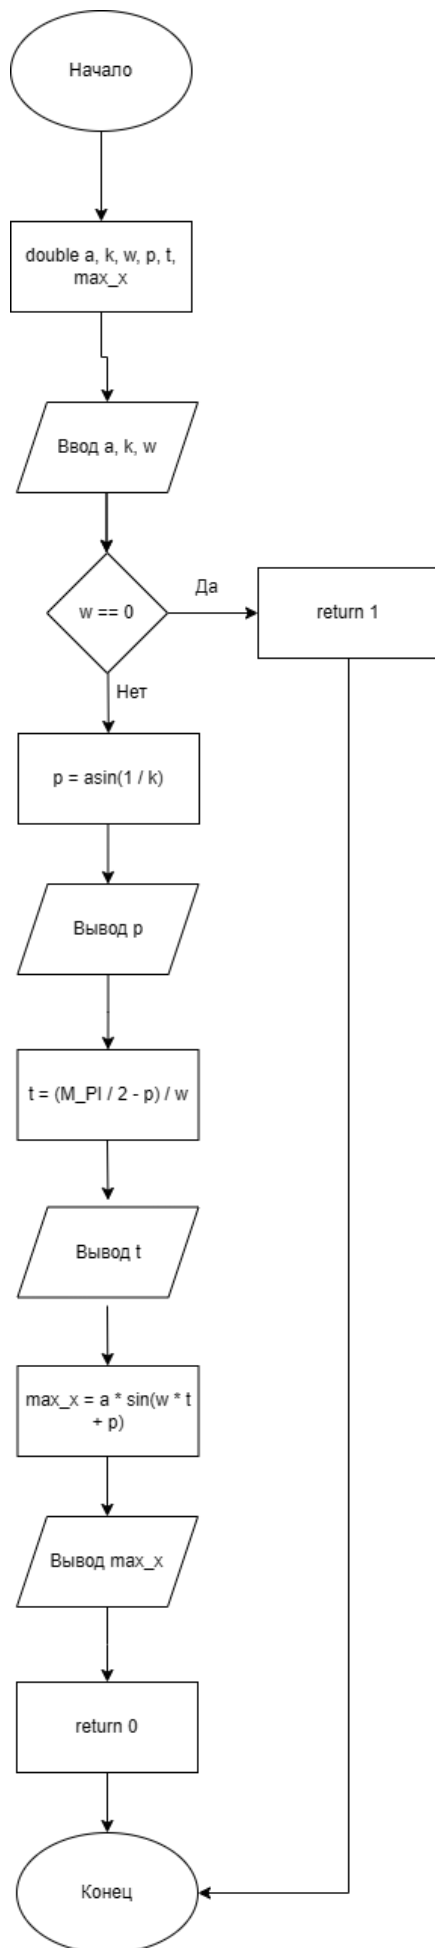 Начало
double a, k, w, p, t,
max_x
Ввод a, k, w
w == 0
Да
return 1
Нет
p = asin(1 / k)
Вывод p
t = (M_PI / 2 - p) / w
Вывод t
max_x = a * sin(w * t
+ p)
Вывод max_x
return 0
Конец